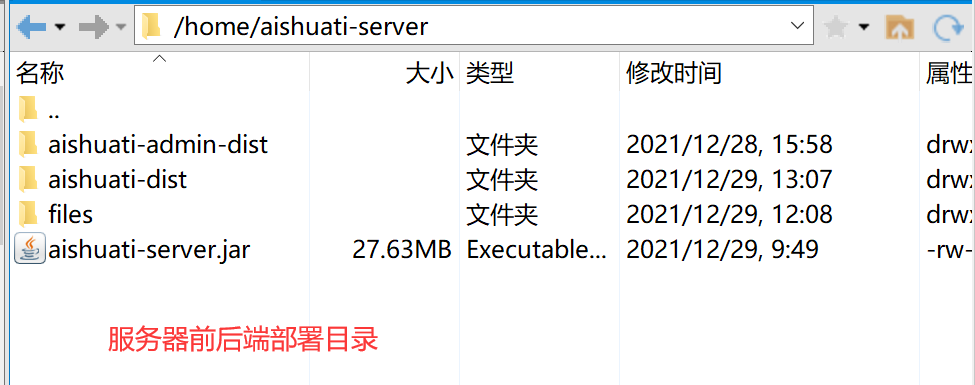 /home/aishuati-server
名称 大小 类型 修改时间 属性
..
aishuati-admin-dist 文件夹 2021/12/28, 15:58 drwx
aishuati-dist 文件夹 2021/12/29, 13:07 drwx
files 文件夹 2021/12/29, 12:08 drwx
aishuati-server.jar 27.63MB Executable... 2021/12/29, 9:49 -rw-
服务器前后端部署目录